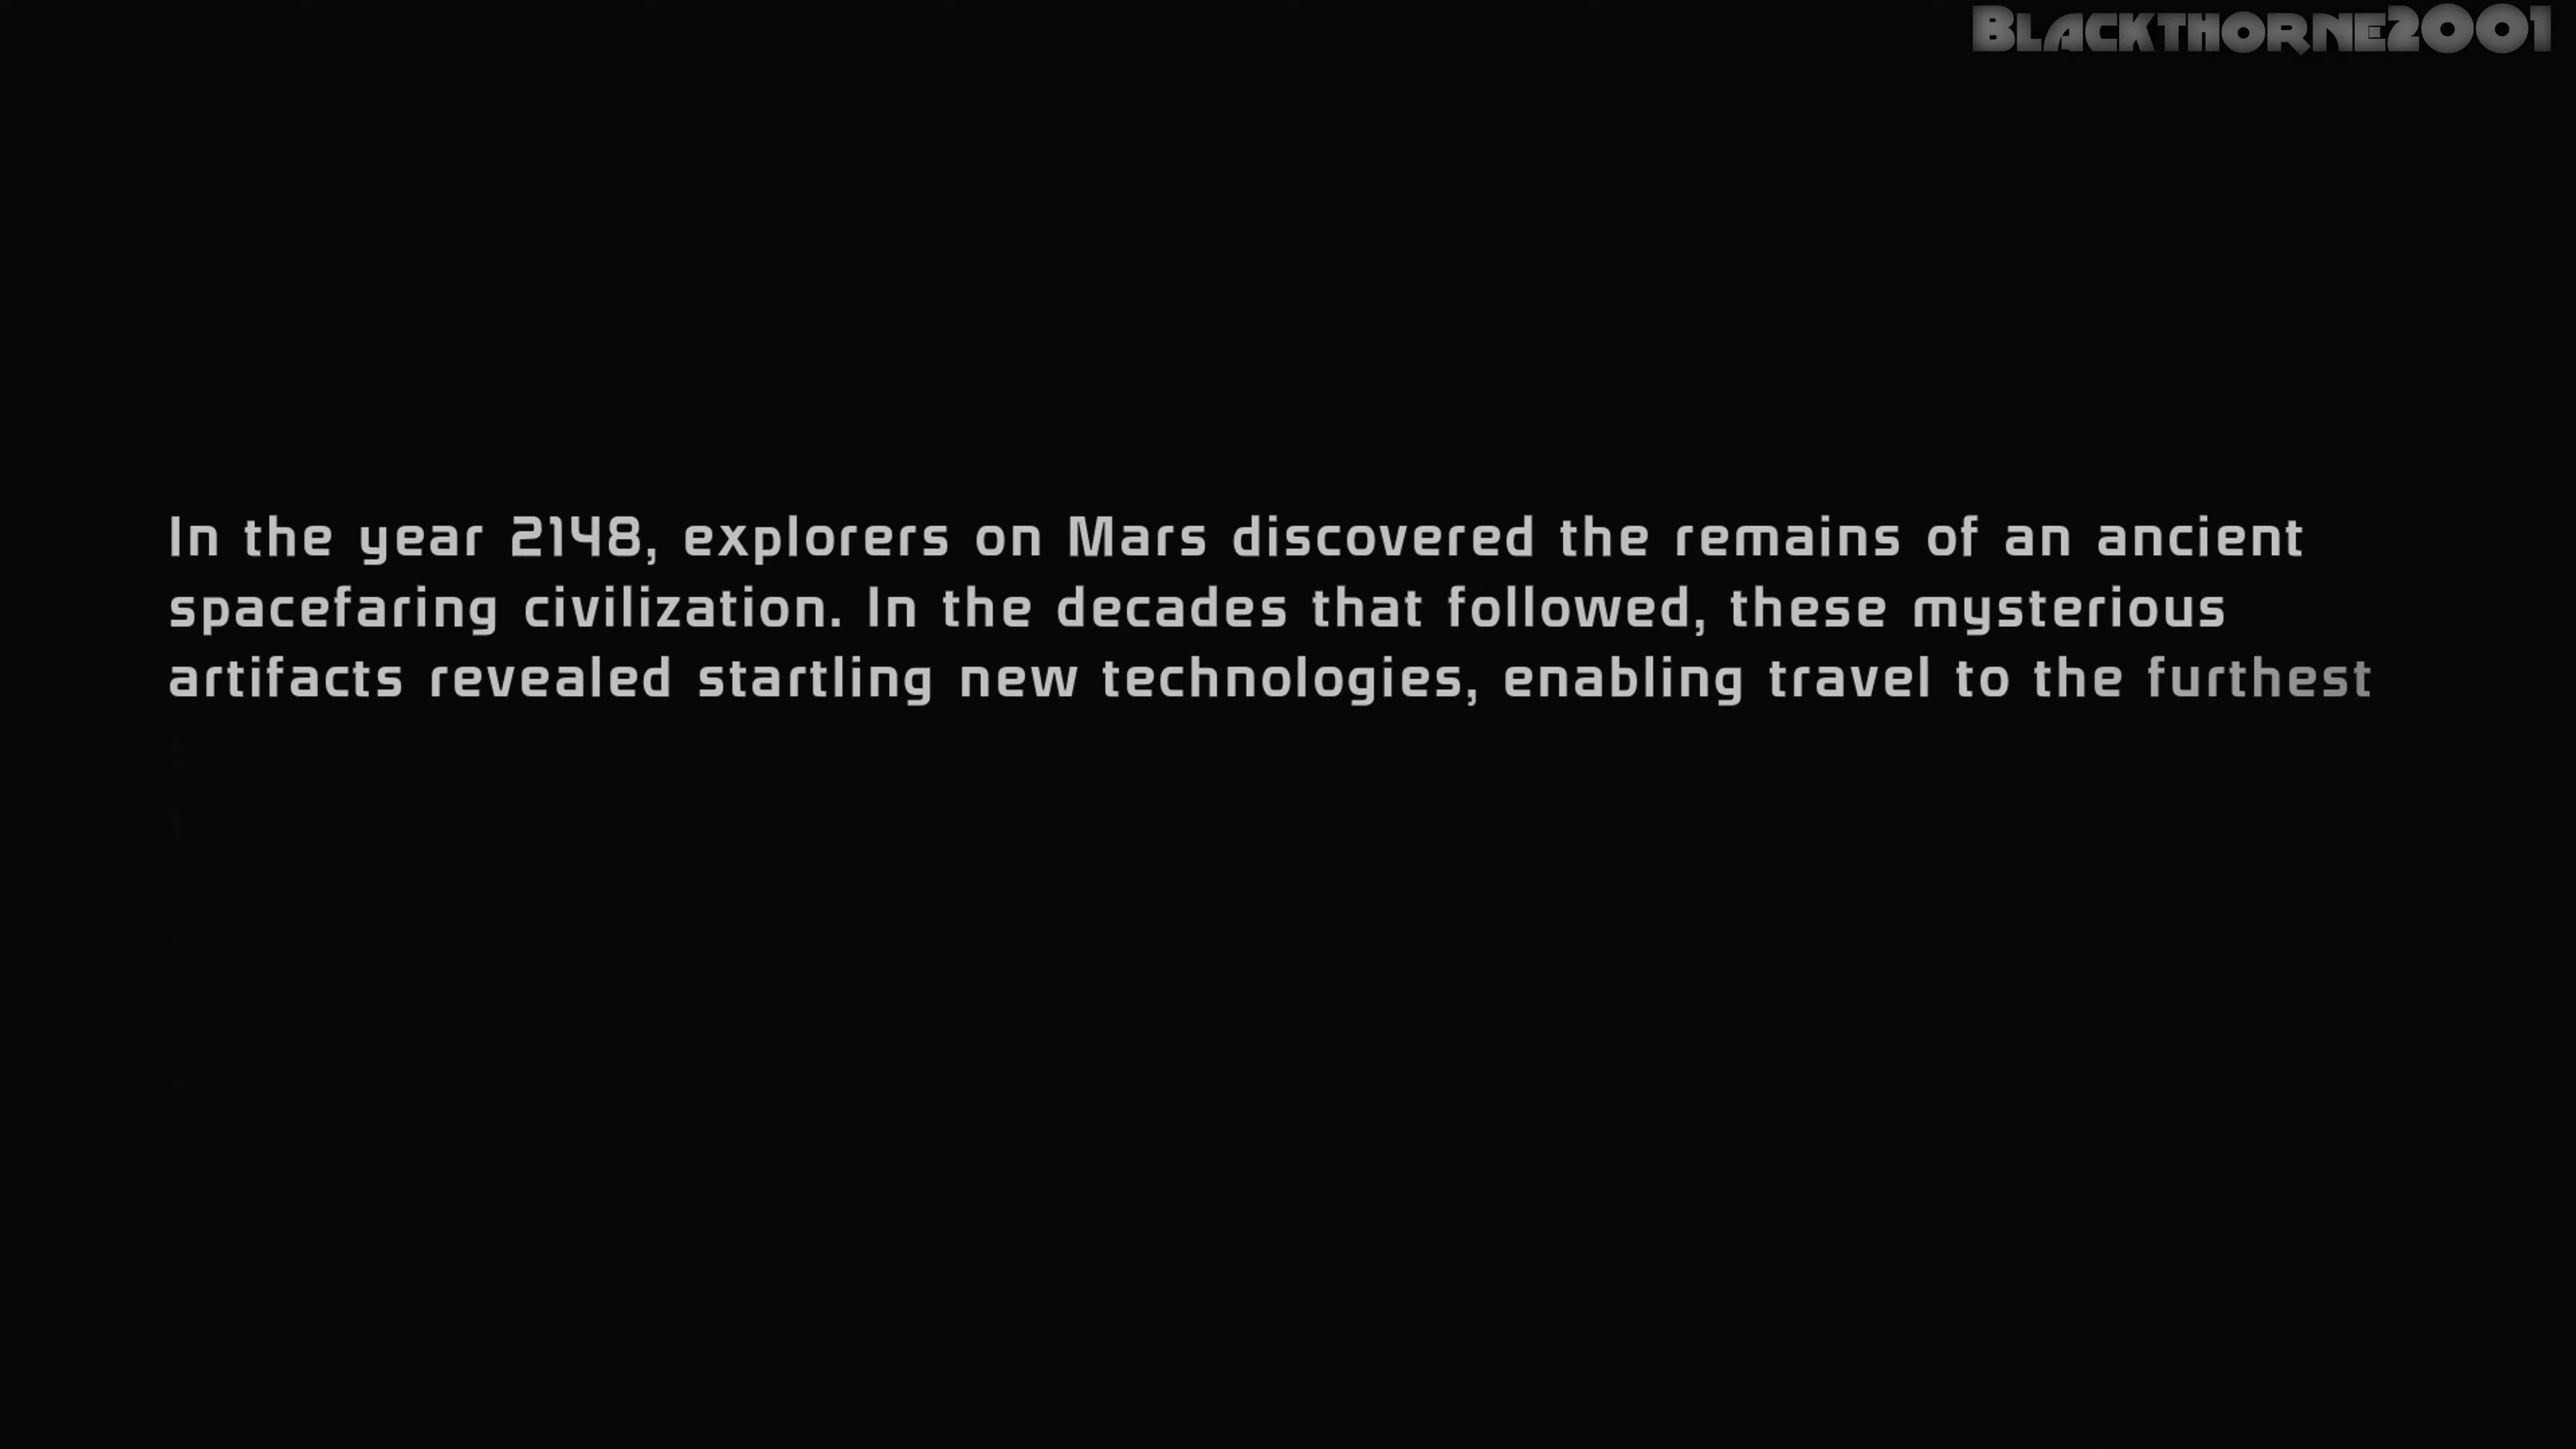 Blackthorne2001
In the year 2148, explorers on Mars discovered the remains of an ancient
spacefaring civilization. In the decades that followed, these mysterious
artifacts revealed startling new technologies, enabling travel to the furthest